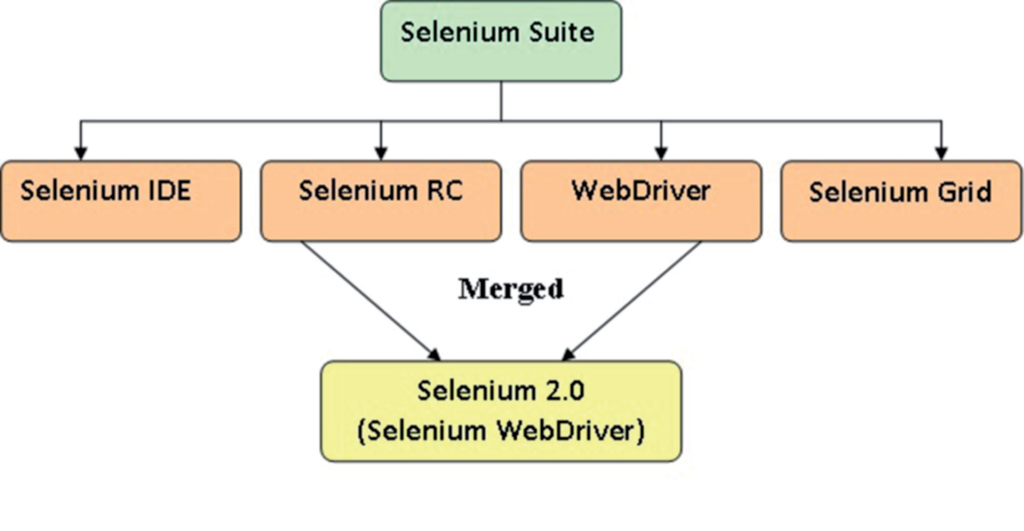 Selenium Suite
Selenium IDE
Selenium RC
WebDriver
Selenium Grid
Merged
Selenium 2.0
(Selenium WebDriver)